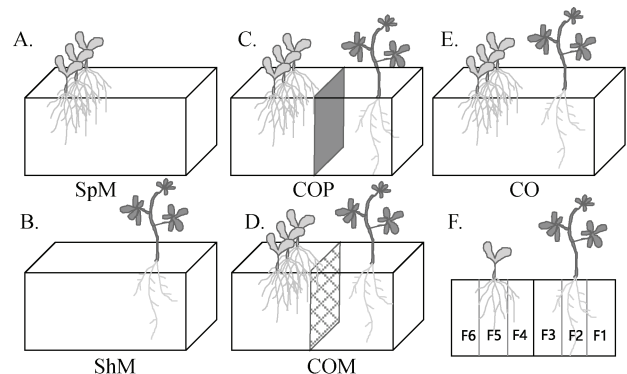 A.
SpM
C.
COP
E.
CO
B.
ShM
D.
COM
F.
F6 F5 F4 F3 F2 F1